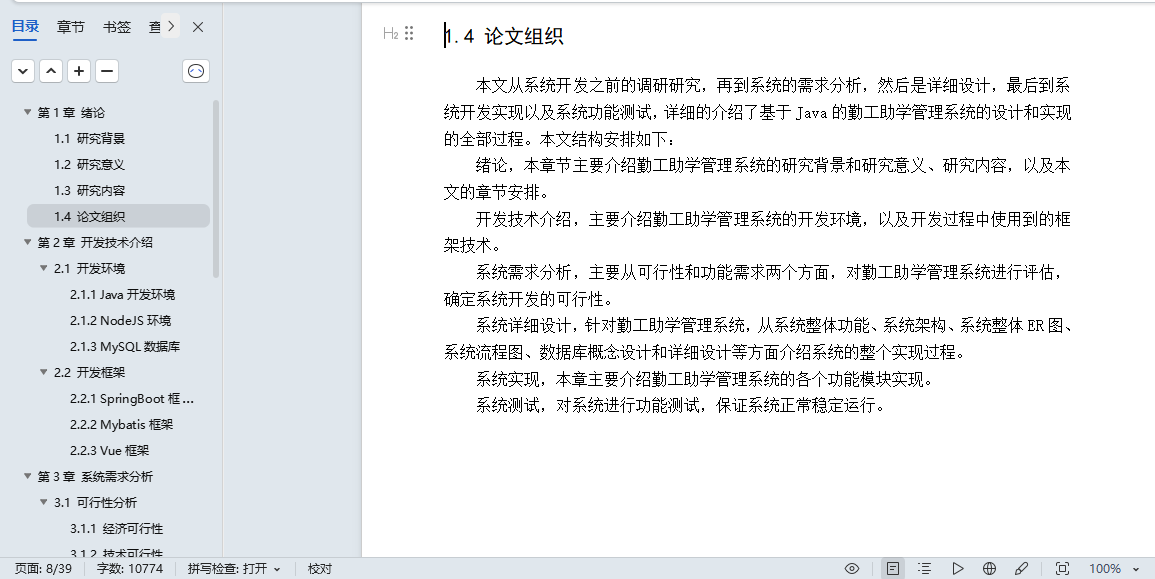 目录 章节 书签 查
第 1 章 绪论
1.1 研究背景
1.2 研究意义
1.3 研究内容
1.4 论文组织
第 2 章 开发技术介绍
2.1 开发环境
2.1.1 Java 开发环境
2.1.2 NodeJS 环境
2.1.3 MySQL 数据库
2.2 开发框架
2.2.1 SpringBoot 框 ...
2.2.2 Mybatis 框架
2.2.3 Vue 框架
第 3 章 系统需求分析
3.1 可行性分析
3.1.1 经济可行性
3.1.2 技术可行性
H2
1.4 论文组织
本文从系统开发之前的调研研究，再到系统的需求分析，然后是详细设计，最后到系
统开发实现以及系统功能测试，详细的介绍了基于 Java 的勤工助学管理系统的设计和实现
的全部过程。本文结构安排如下：
绪论，本章节主要介绍勤工助学管理系统的研究背景和研究意义、研究内容，以及本
文的章节安排。
开发技术介绍，主要介绍勤工助学管理系统的开发环境，以及开发过程中使用到的框
架技术。
系统需求分析，主要从可行性和功能需求两个方面，对勤工助学管理系统进行评估，
确定系统开发的可行性。
系统详细设计，针对勤工助学管理系统，从系统整体功能、系统架构、系统整体 ER 图、
系统流程图、数据库概念设计和详细设计等方面介绍系统的整个实现过程。
系统实现，本章主要介绍勤工助学管理系统的各个功能模块实现。
系统测试，对系统进行功能测试，保证系统正常稳定运行。
页面: 8/39 字数: 10774 拼写检查: 打开 校对 100%